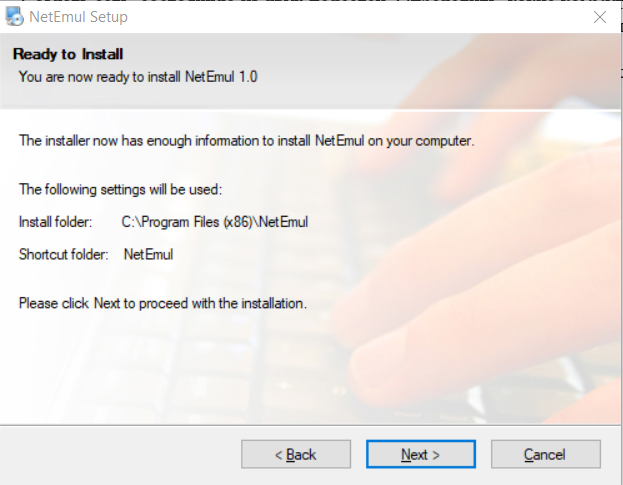 NetEmul Setup
Ready to Install
You are now ready to install NetEmul 1.0
The installer now has enough information to install NetEmul on your computer.
The following settings will be used:
Install folder: C:\Program Files (x86)\NetEmul
Shortcut folder: NetEmul
Please click Next to proceed with the installation.
< Back
Next >
Cancel